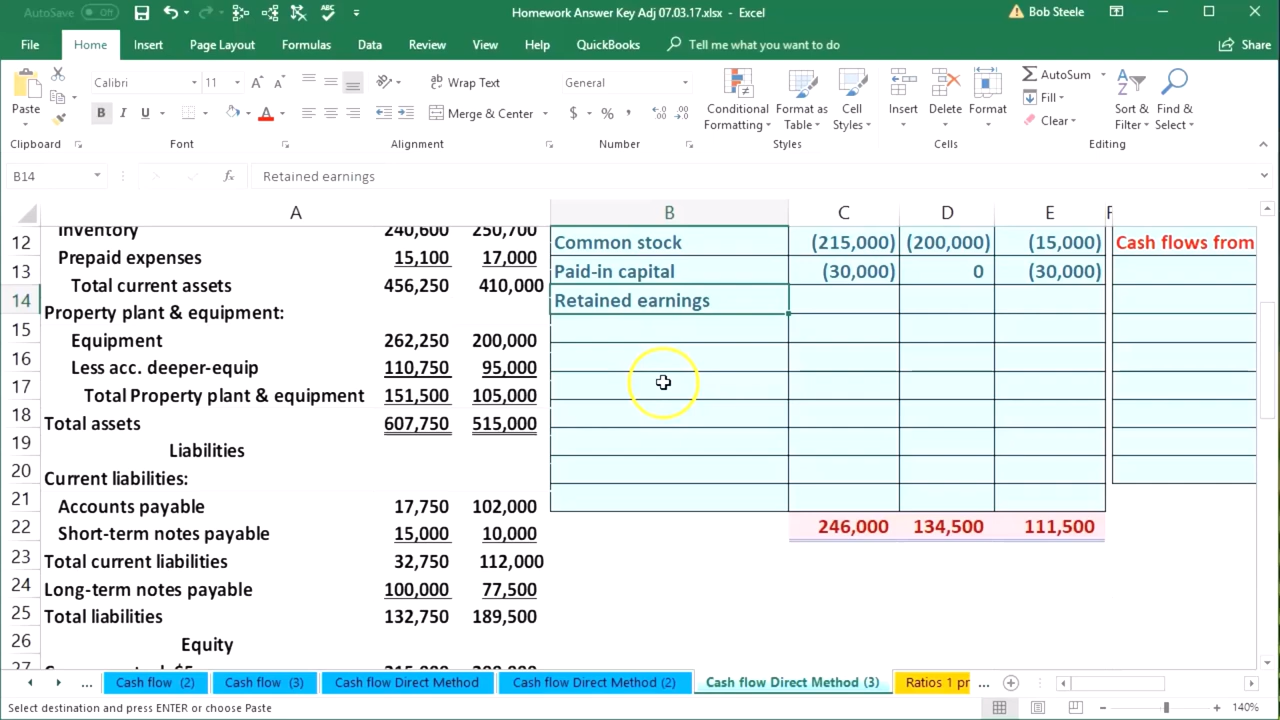 AutoSave Off Homework Answer Key Adj 07.03.17.xlsx - Excel Bob Steele
File Home Insert Page Layout Formulas Data Review View Help QuickBooks Tell me what you want to do Share
Paste Calibri 11 Wrap Text General Conditional Formatting Format as Table Cell Styles Insert Delete Format AutoSum Sort & Filter Find & Select
B I U A Merge & Center $ % Fill
Clear
Clipboard Font Alignment Number Styles Cells Editing
B14 fx Retained earnings
A B C D E F
Inventory 240,600 250,700
12 Common stock (215,000) (200,000) (15,000) Cash flows from
13 Prepaid expenses 15,100 17,000 Paid-in capital (30,000) 0 (30,000)
14 Total current assets 456,250 410,000 Retained earnings
15 Property plant & equipment:
16 Equipment 262,250 200,000
17 Less acc. deeper-equip 110,750 95,000
Total Property plant & equipment 151,500 105,000
18 Total assets 607,750 515,000
19 Liabilities
20 Current liabilities:
21 Accounts payable 17,750 102,000
22 Short-term notes payable 15,000 10,000 246,000 134,500 111,500
23 Total current liabilities 32,750 112,000
24 Long-term notes payable 100,000 77,500
25 Total liabilities 132,750 189,500
26 Equity
27
... Cash flow (2) Cash flow (3) Cash flow Direct Method Cash flow Direct Method (2) Cash flow Direct Method (3) Ratios 1 pr ...
Select destination and press ENTER or choose Paste 140%